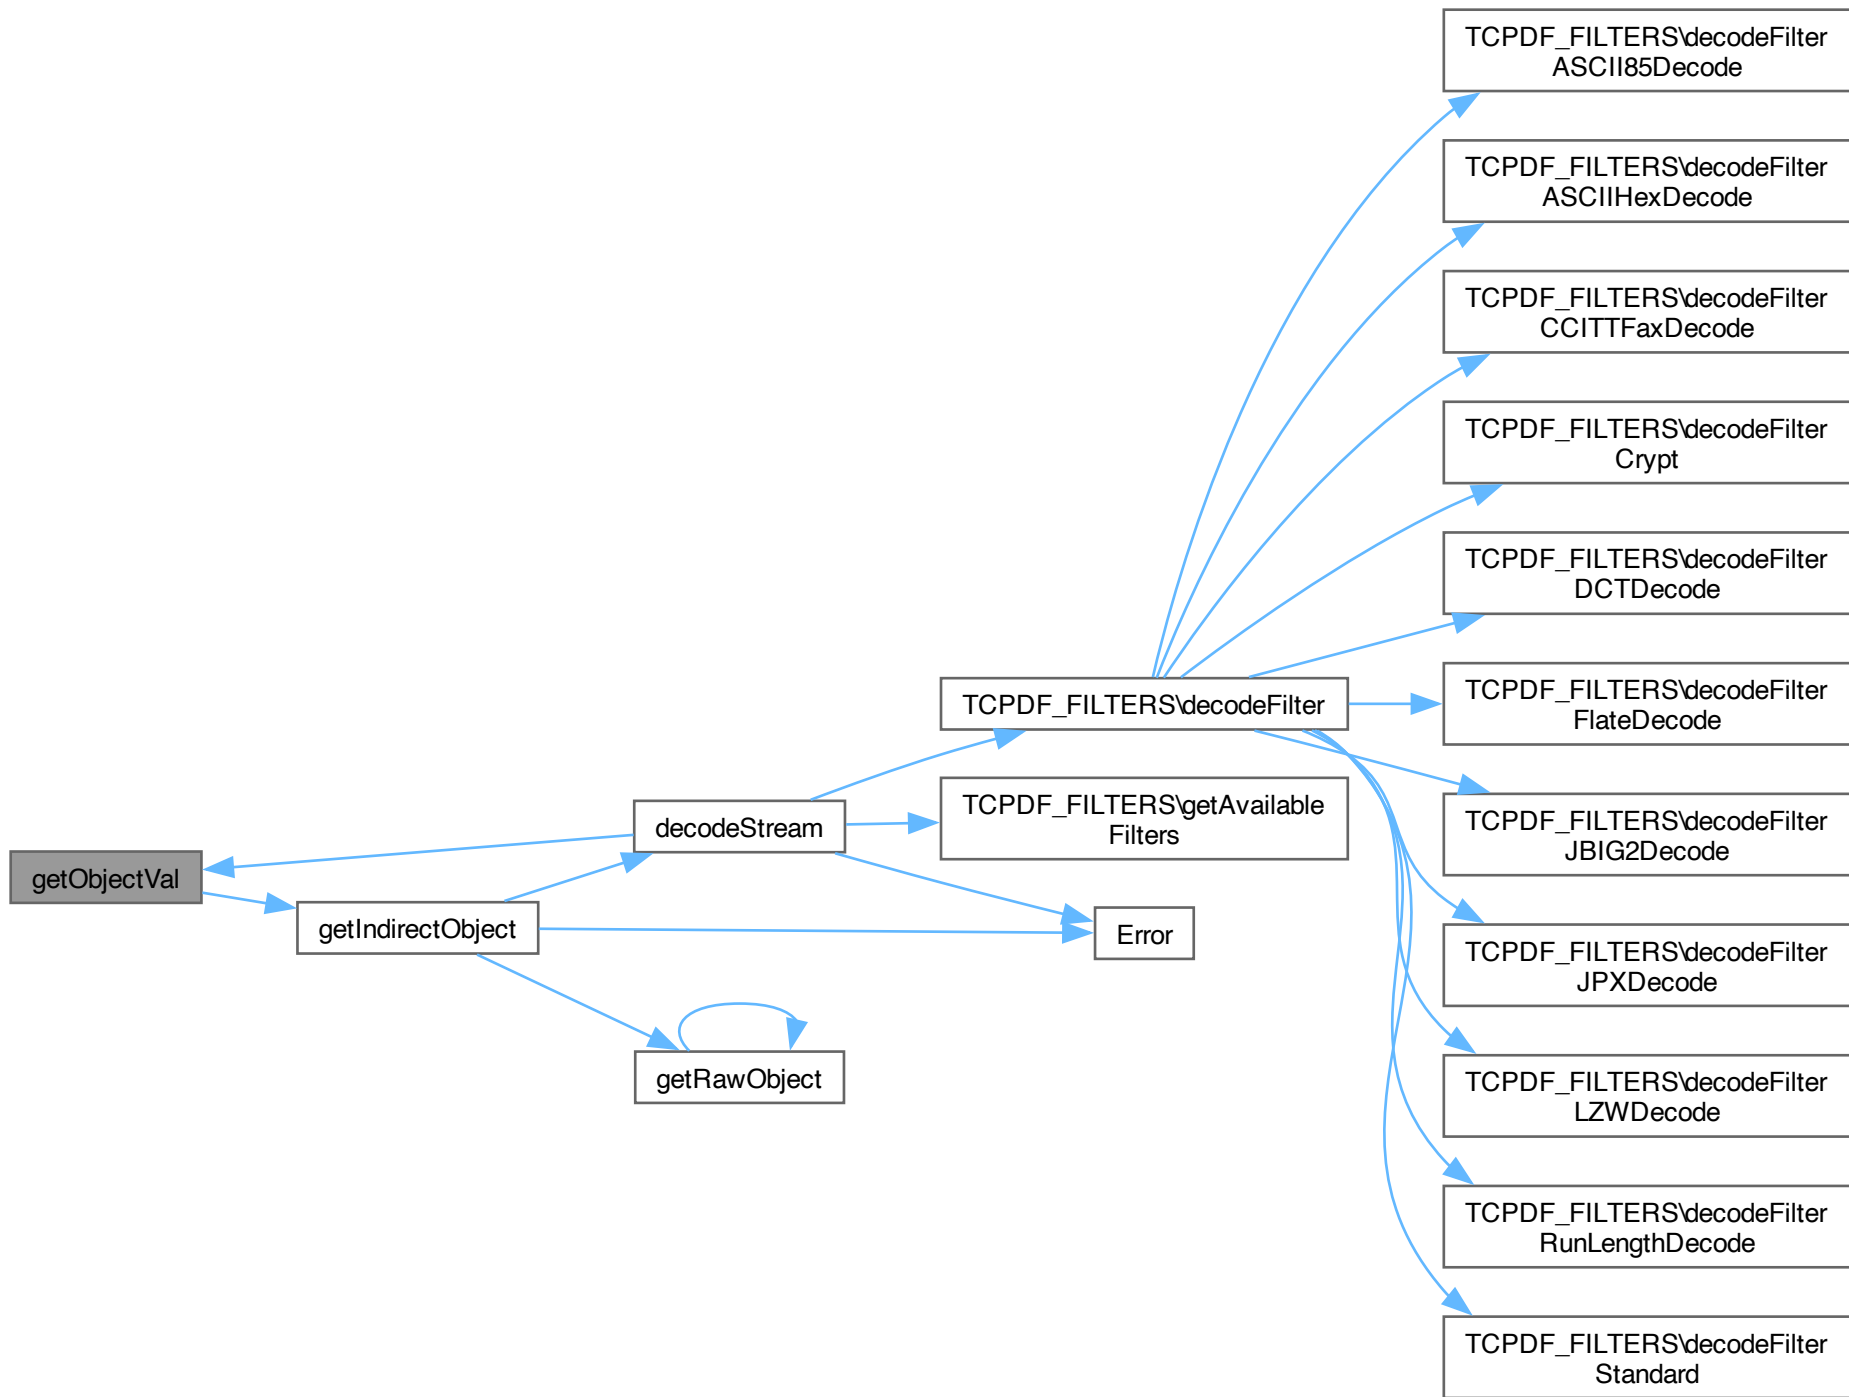 TCPDF_FILTERS\decodeFilter
ASCII85Decode
TCPDF_FILTERS\decodeFilter
ASCIIHexDecode
TCPDF_FILTERS\decodeFilter
CCITTFaxDecode
TCPDF_FILTERS\decodeFilter
Crypt
TCPDF_FILTERS\decodeFilter
DCTDecode
TCPDF_FILTERS\decodeFilter
TCPDF_FILTERS\decodeFilter
FlateDecode
TCPDF_FILTERS\getAvailable
Filters
decodeStream
TCPDF_FILTERS\decodeFilter
JBIG2Decode
getObjectVal
getIndirectObject
Error
TCPDF_FILTERS\decodeFilter
JPXDecode
getRawObject
TCPDF_FILTERS\decodeFilter
LZWDecode
TCPDF_FILTERS\decodeFilter
RunLengthDecode
TCPDF_FILTERS\decodeFilter
Standard